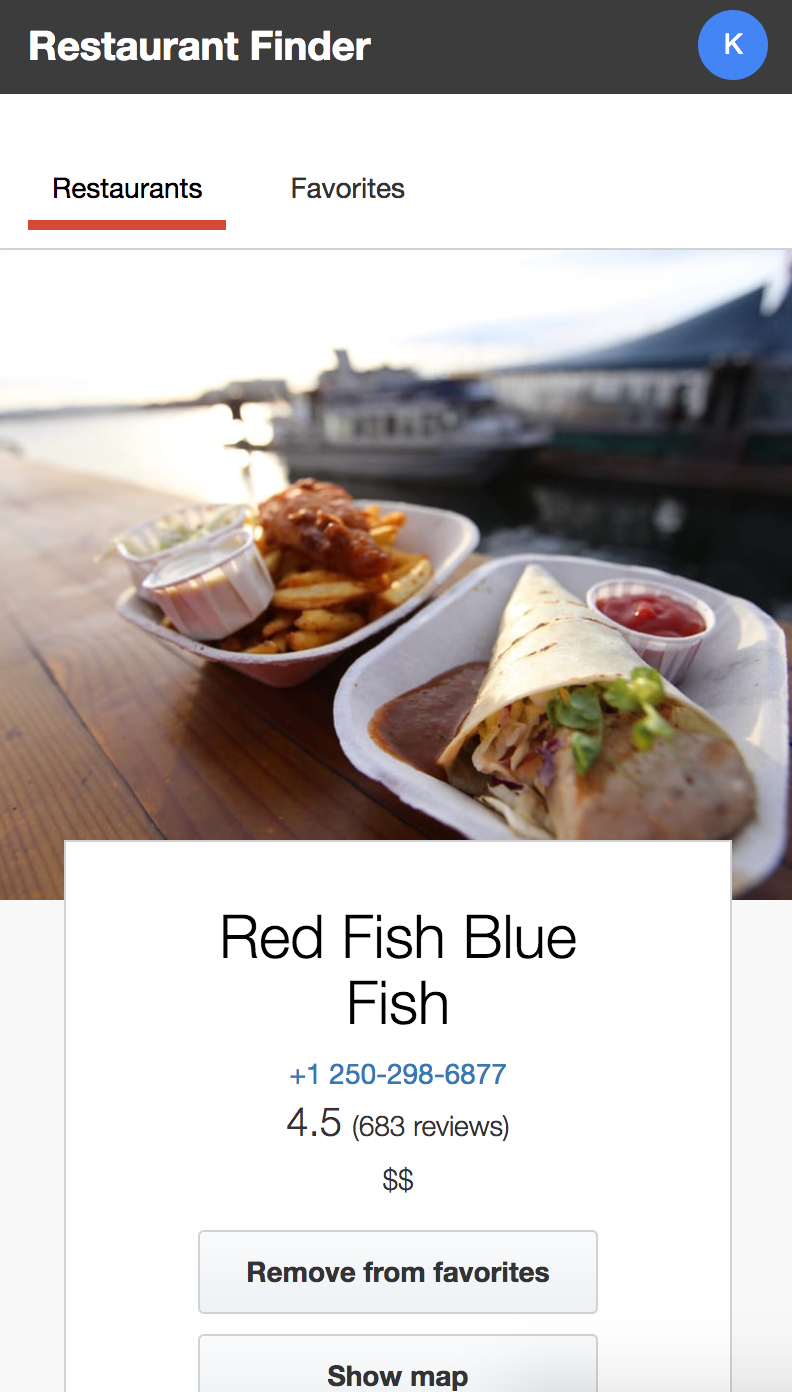 Restaurant Finder
K
Restaurants Favorites
Red Fish Blue
Fish
+1 250-298-6877
4.5 (683 reviews)
$$
Remove from favorites
Show map